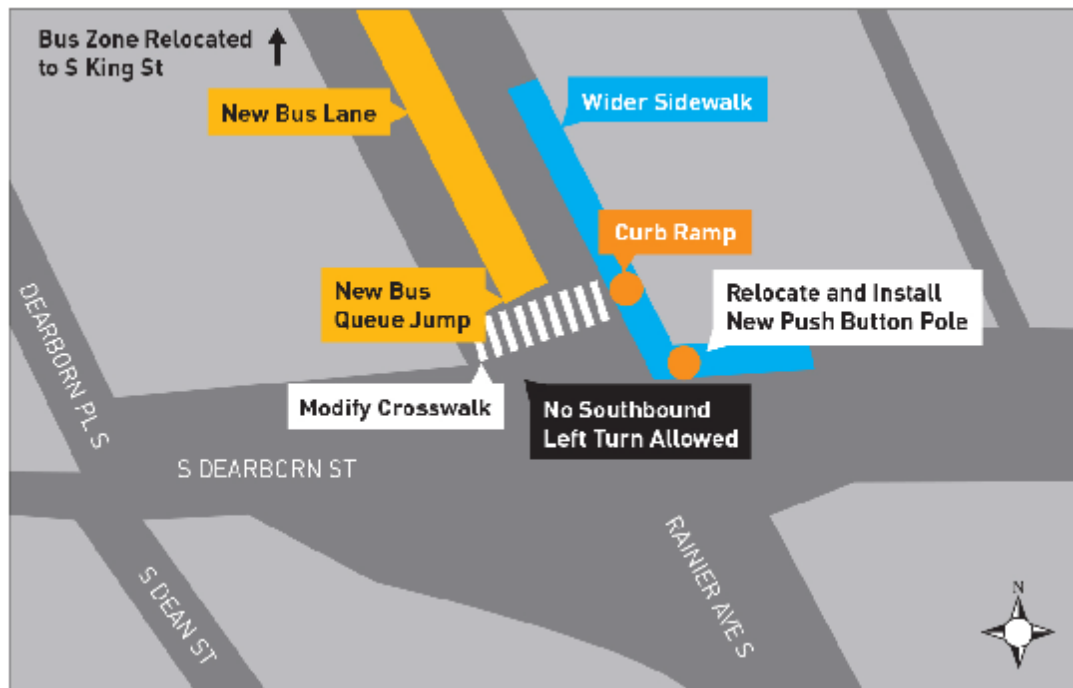 Bus Zone Relocated
to S King St
New Bus Lane
Wider Sidewalk
Curb Ramp
New Bus
Queue Jump
Relocate and Install
New Push Button Pole
Modify Crosswalk
No Southbound
Left Turn Allowed
DEARBORN PL S
S DEARBORN ST
S DEAN ST
RAINIER AVE S
N